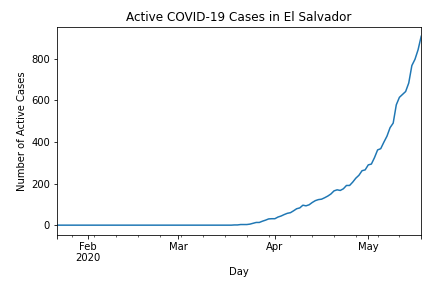 Active COVID-19 Cases in El Salvador
Number of Active Cases
800
600
400
200
0
Feb
2020
Mar
Apr
May
Day